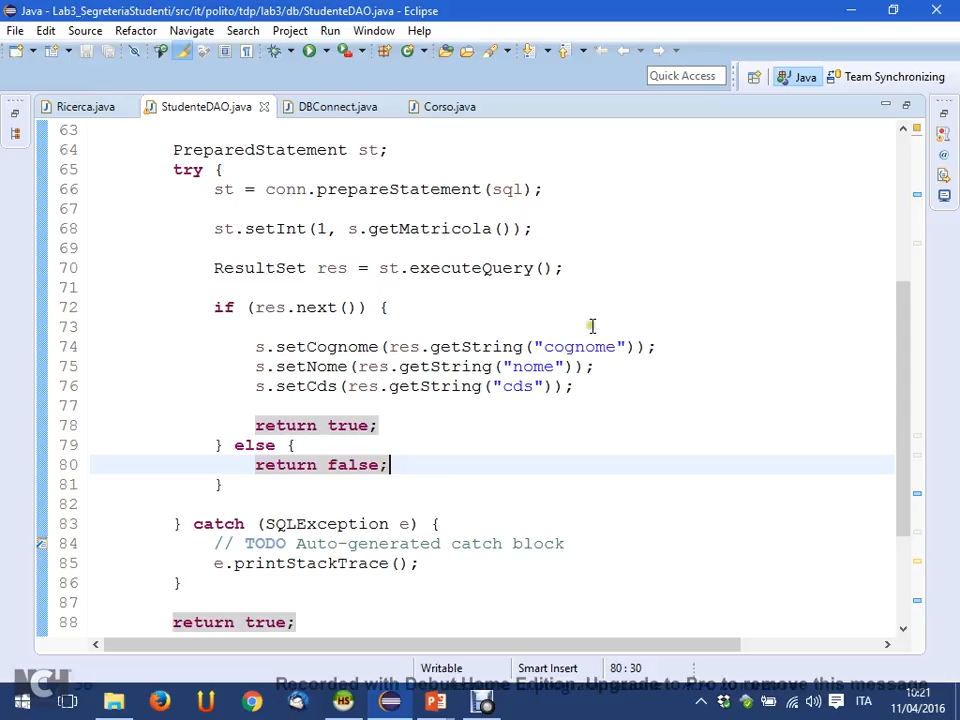 Java - Lab3_SegreteriaStudenti/src/it/polito/tdp/lab3/db/StudenteDAO.java - Eclipse
File Edit Source Refactor Navigate Search Project Run Window Help
Quick Access Java Team Synchronizing
Ricerca.java StudenteDAO.java DBConnect.java Corso.java
63
64 PreparedStatement st;
65 try {
66 st = conn.prepareStatement(sql);
67
68 st.setInt(1, s.getMatricola());
69
70 ResultSet res = st.executeQuery();
71
72 if (res.next()) {
73
74 s.setCognome(res.getString("cognome"));
75 s.setNome(res.getString("nome"));
76 s.setCds(res.getString("cds"));
77
78 return true;
79 } else {
80 return false;
81 }
82
83 } catch (SQLException e) {
84 // TODO Auto-generated catch block
85 e.printStackTrace();
86 }
87
88 return true;
Writable Smart Insert 80 : 30
Recorded with Debut Home Edition. Upgrade to Pro to remove this message
NCH
ITA
10:21
11/04/2016